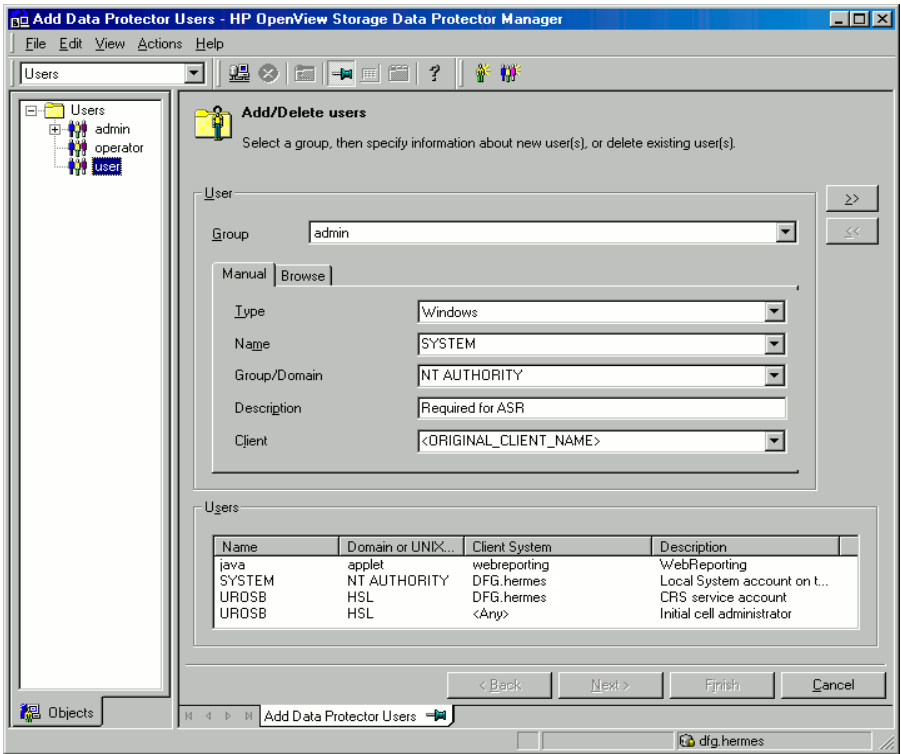 Add Data Protector Users - HP OpenView Storage Data Protector Manager
File Edit View Actions Help
Users
Users
admin
operator
user
Add/Delete users
Select a group, then specify information about new user(s), or delete existing user(s).
User
>>
<<
Group admin
Manual Browse
Type Windows
Name SYSTEM
Group/Domain NT AUTHORITY
Description Required for ASR
Client <ORIGINAL_CLIENT_NAME>
Users
Name Domain or UNIX... Client System Description
java applet webreporting WebReporting
SYSTEM NT AUTHORITY DFG.hermes Local System account on t...
UROSB HSL DFG.hermes CRS service account
UROSB HSL <Any> Initial cell administrator
< Back Next > Finish Cancel
Objects
Add Data Protector Users
dfg.hermes